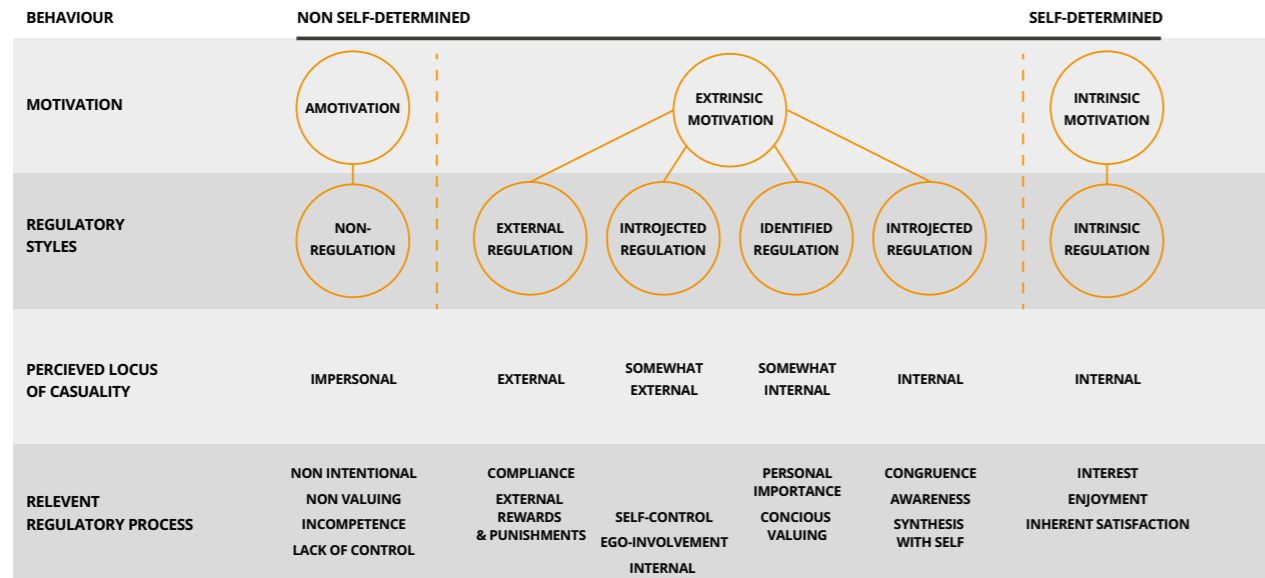 BEHAVIOUR
NON SELF-DETERMINED
SELF-DETERMINED
MOTIVATION
AMOTIVATION
EXTRINSIC
MOTIVATION
INTRINSIC
MOTIVATION
REGULATORY
STYLES
NON-
REGULATION
EXTERNAL
REGULATION
INTROJECTED
REGULATION
IDENTIFIED
REGULATION
INTROJECTED
REGULATION
INTRINSIC
REGULATION
PERCIEVED LOCUS
OF CASUALITY
IMPERSONAL
EXTERNAL
SOMEWHAT
EXTERNAL
SOMEWHAT
INTERNAL
INTERNAL
INTERNAL
RELEVENT
REGULATORY PROCESS
NON INTENTIONAL
NON VALUING
INCOMPETENCE
LACK OF CONTROL
COMPLIANCE
EXTERNAL
REWARDS
& PUNISHMENTS
SELF-CONTROL
EGO-INVOLVEMENT
INTERNAL
PERSONAL
IMPORTANCE
CONCIOUS
VALUING
CONGRUENCE
AWARENESS
SYNTHESIS
WITH SELF
INTEREST
ENJOYMENT
INHERENT SATISFACTION